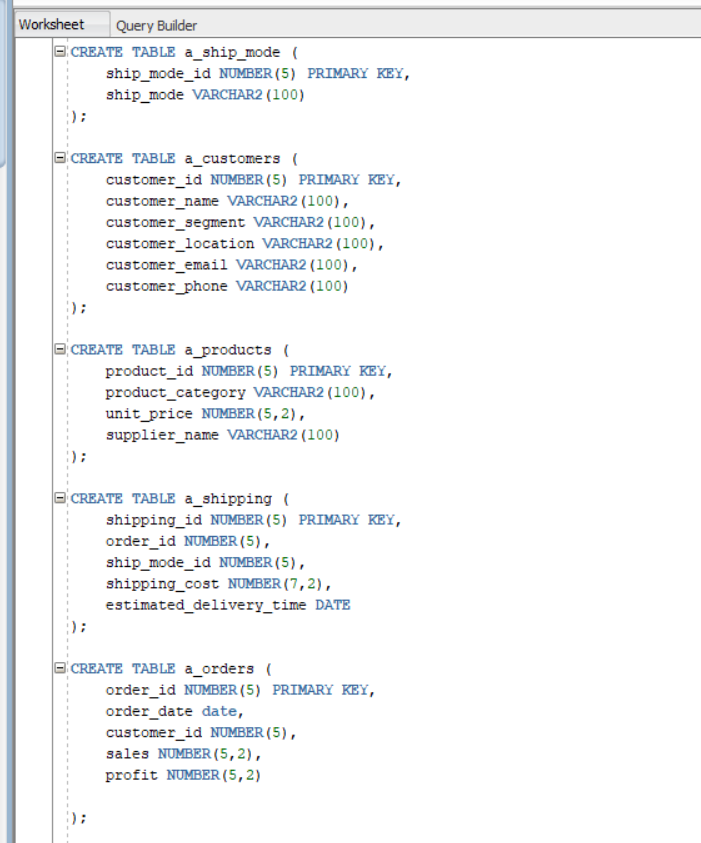 Worksheet Query Builder
CREATE TABLE a_ship_mode (
ship_mode_id NUMBER(5) PRIMARY KEY,
ship_mode VARCHAR2(100)
);
CREATE TABLE a_customers (
customer_id NUMBER(5) PRIMARY KEY,
customer_name VARCHAR2(100),
customer_segment VARCHAR2(100),
customer_location VARCHAR2(100),
customer_email VARCHAR2(100),
customer_phone VARCHAR2(100)
);
CREATE TABLE a_products (
product_id NUMBER(5) PRIMARY KEY,
product_category VARCHAR2(100),
unit_price NUMBER(5,2),
supplier_name VARCHAR2(100)
);
CREATE TABLE a_shipping (
shipping_id NUMBER(5) PRIMARY KEY,
order_id NUMBER(5),
ship_mode_id NUMBER(5),
shipping_cost NUMBER(7,2),
estimated_delivery_time DATE
);
CREATE TABLE a_orders (
order_id NUMBER(5) PRIMARY KEY,
order_date date,
customer_id NUMBER(5),
sales NUMBER(5,2),
profit NUMBER(5,2)
);